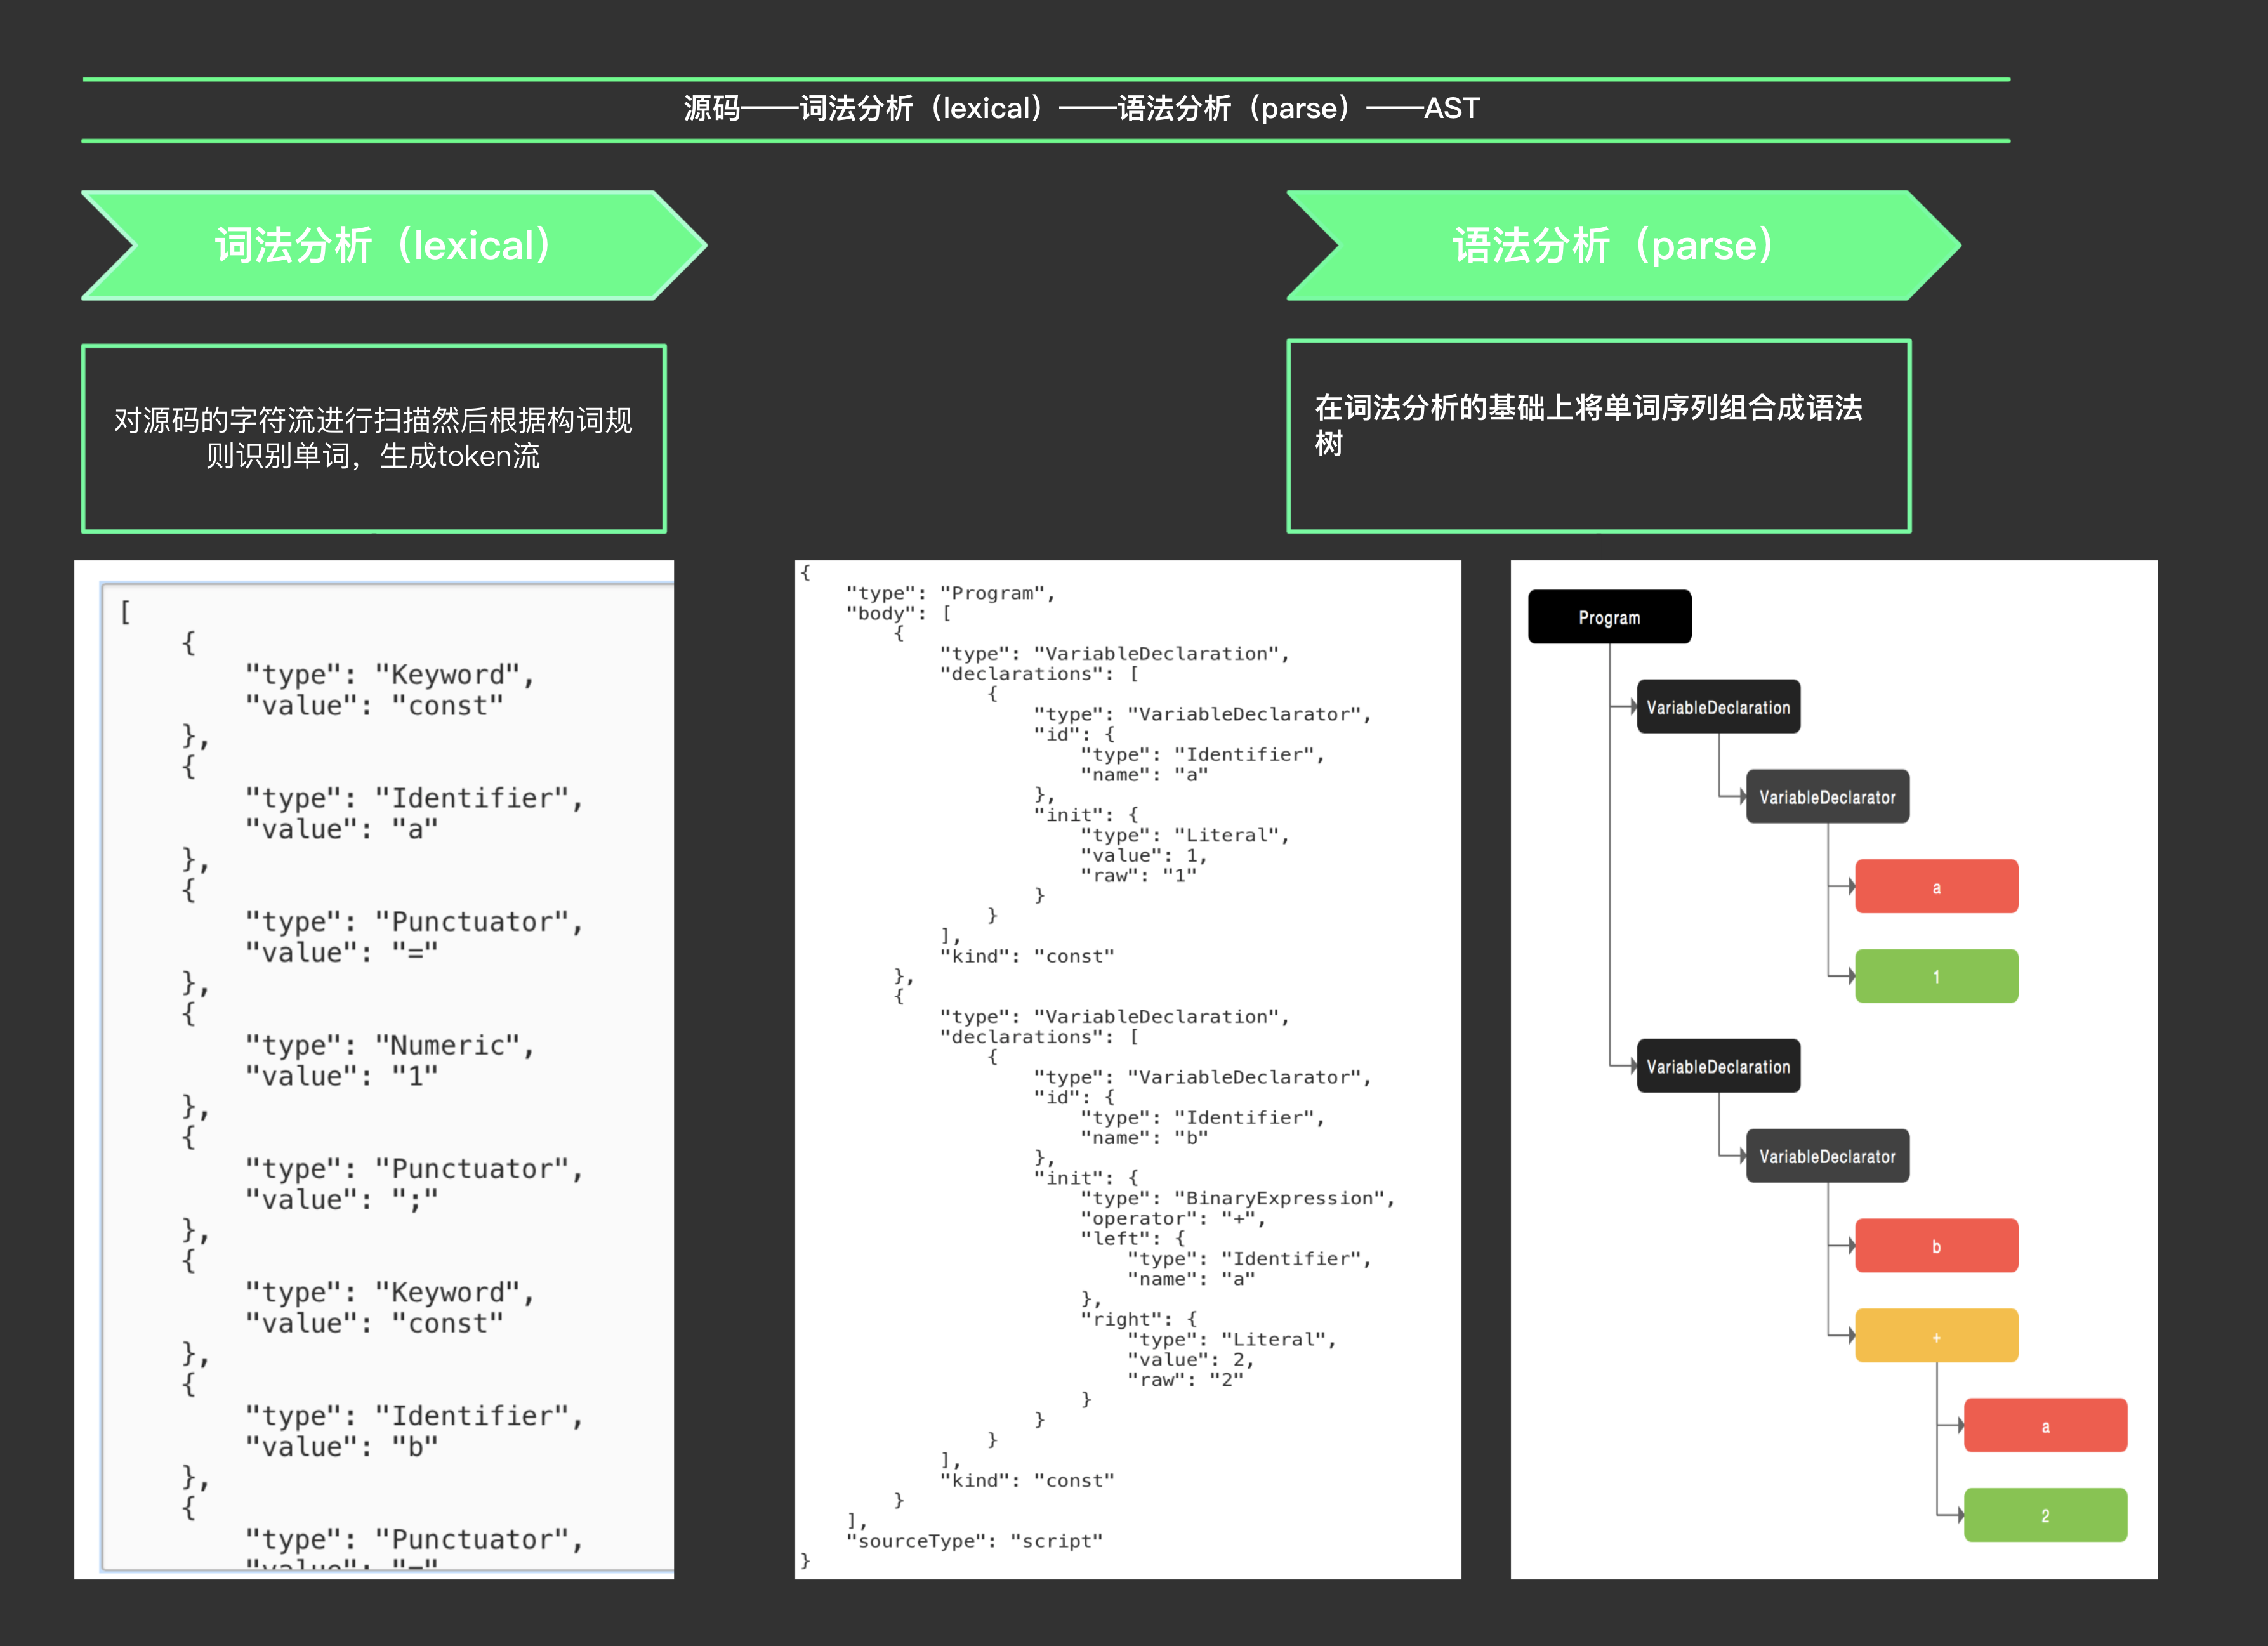 源码——词法分析（lexical）——语法分析（parse）——AST
词法分析（lexical）
语法分析（parse）
对源码的字符流进行扫描然后根据构词规
则识别单词，生成token流
在词法分析的基础上将单词序列组合成语法
树
[
{
"type": "Keyword",
"value": "const"
},
{
"type": "Identifier",
"value": "a"
},
{
"type": "Punctuator",
"value": "="
},
{
"type": "Numeric",
"value": "1"
},
{
"type": "Punctuator",
"value": ";"
},
{
"type": "Keyword",
"value": "const"
},
{
"type": "Identifier",
"value": "b"
},
{
"type": "Punctuator",
"value": "="
{
"type": "Program",
"body": [
{
"type": "VariableDeclaration",
"declarations": [
{
"type": "VariableDeclarator",
"id": {
"type": "Identifier",
"name": "a"
},
"init": {
"type": "Literal",
"value": 1,
"raw": "1"
}
}
],
"kind": "const"
},
{
"type": "VariableDeclaration",
"declarations": [
{
"type": "VariableDeclarator",
"id": {
"type": "Identifier",
"name": "b"
},
"init": {
"type": "BinaryExpression",
"operator": "+",
"left": {
"type": "Identifier",
"name": "a"
},
"right": {
"type": "Literal",
"value": 2,
"raw": "2"
}
}
}
],
"kind": "const"
}
],
"sourceType": "script"
}
Program
VariableDeclaration
VariableDeclarator
a
1
VariableDeclaration
VariableDeclarator
b
+
a
2